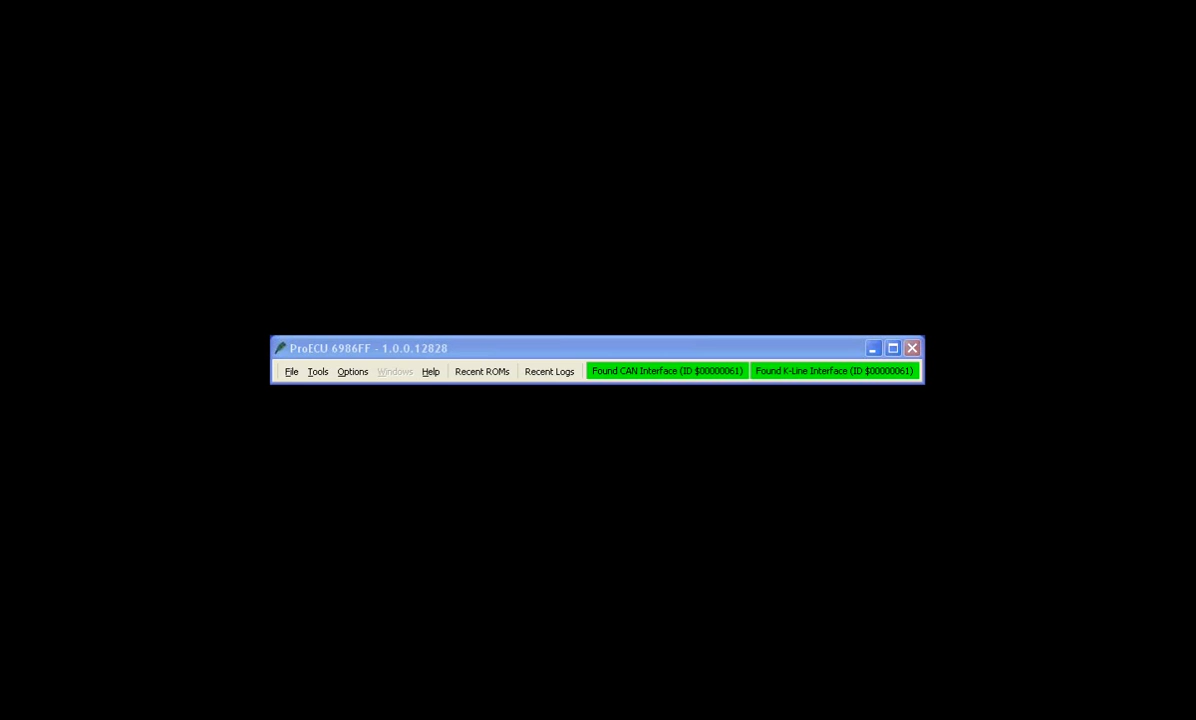 ProECU 6986FF - 1.0.0.12828
File Tools Options Windows Help Recent ROMs Recent Logs Found CAN Interface (ID $00000061) Found K-Line Interface (ID $00000061)